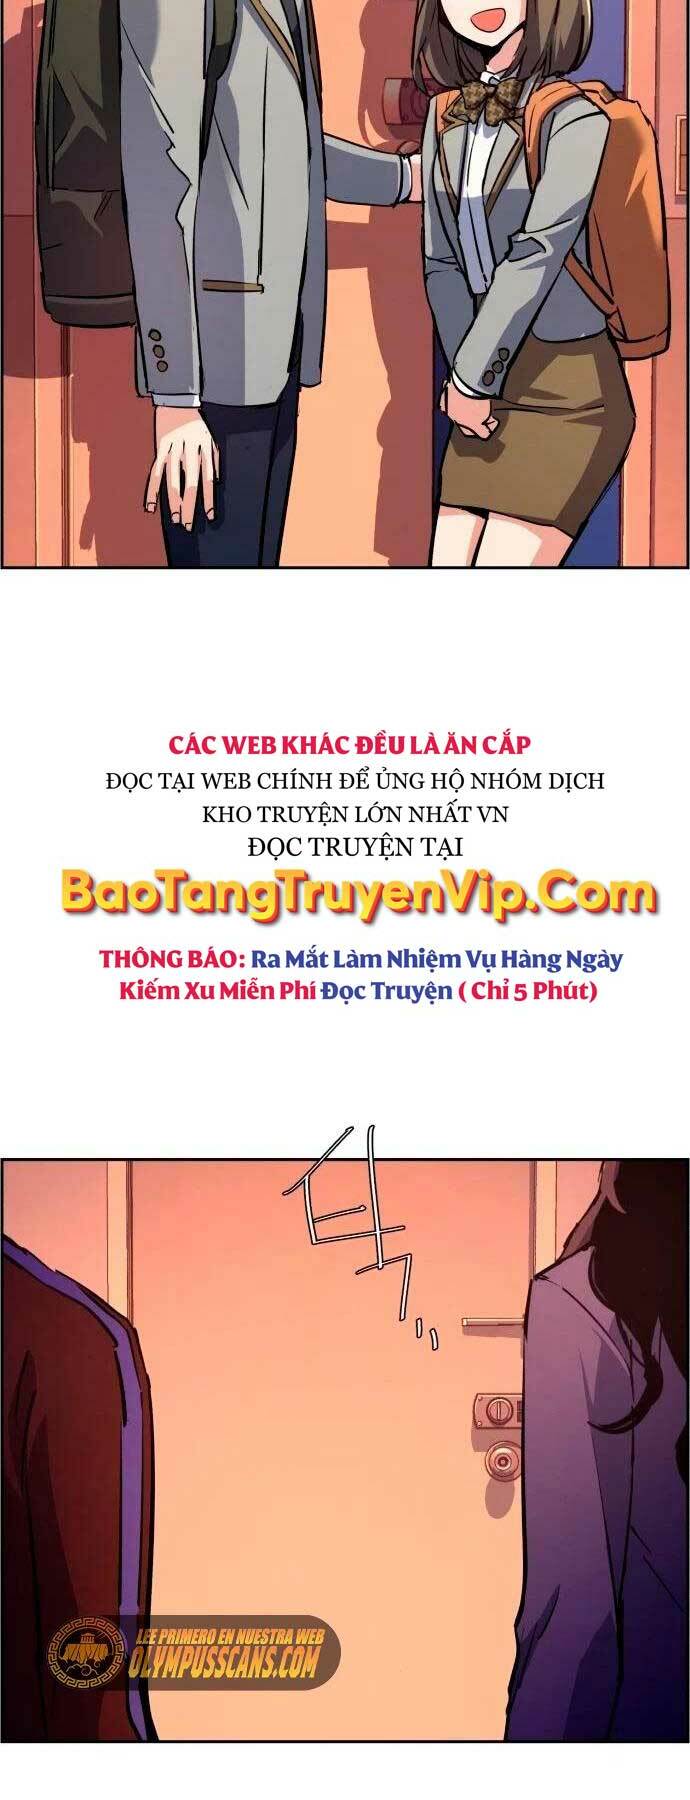 CÁC WEB KHÁC ĐỀU LÀ ĂN CẮP
ĐỌC TẠI WEB CHÍNH ĐỂ ỦNG HỘ NHÓM DỊCH
KHO TRUYỆN LỚN NHẤT VN
ĐỌC TRUYỆN TẠI
BaoTangTruyenVip.Com
THÔNG BÁO: Ra Mắt Làm Nhiệm Vụ Hàng Ngày
Kiếm Xu Miễn Phí Đọc Truyện ( Chỉ 5 Phút)
LEE PRIMERO EN NUESTRA WEB
OLYMPUSSCANS.COM